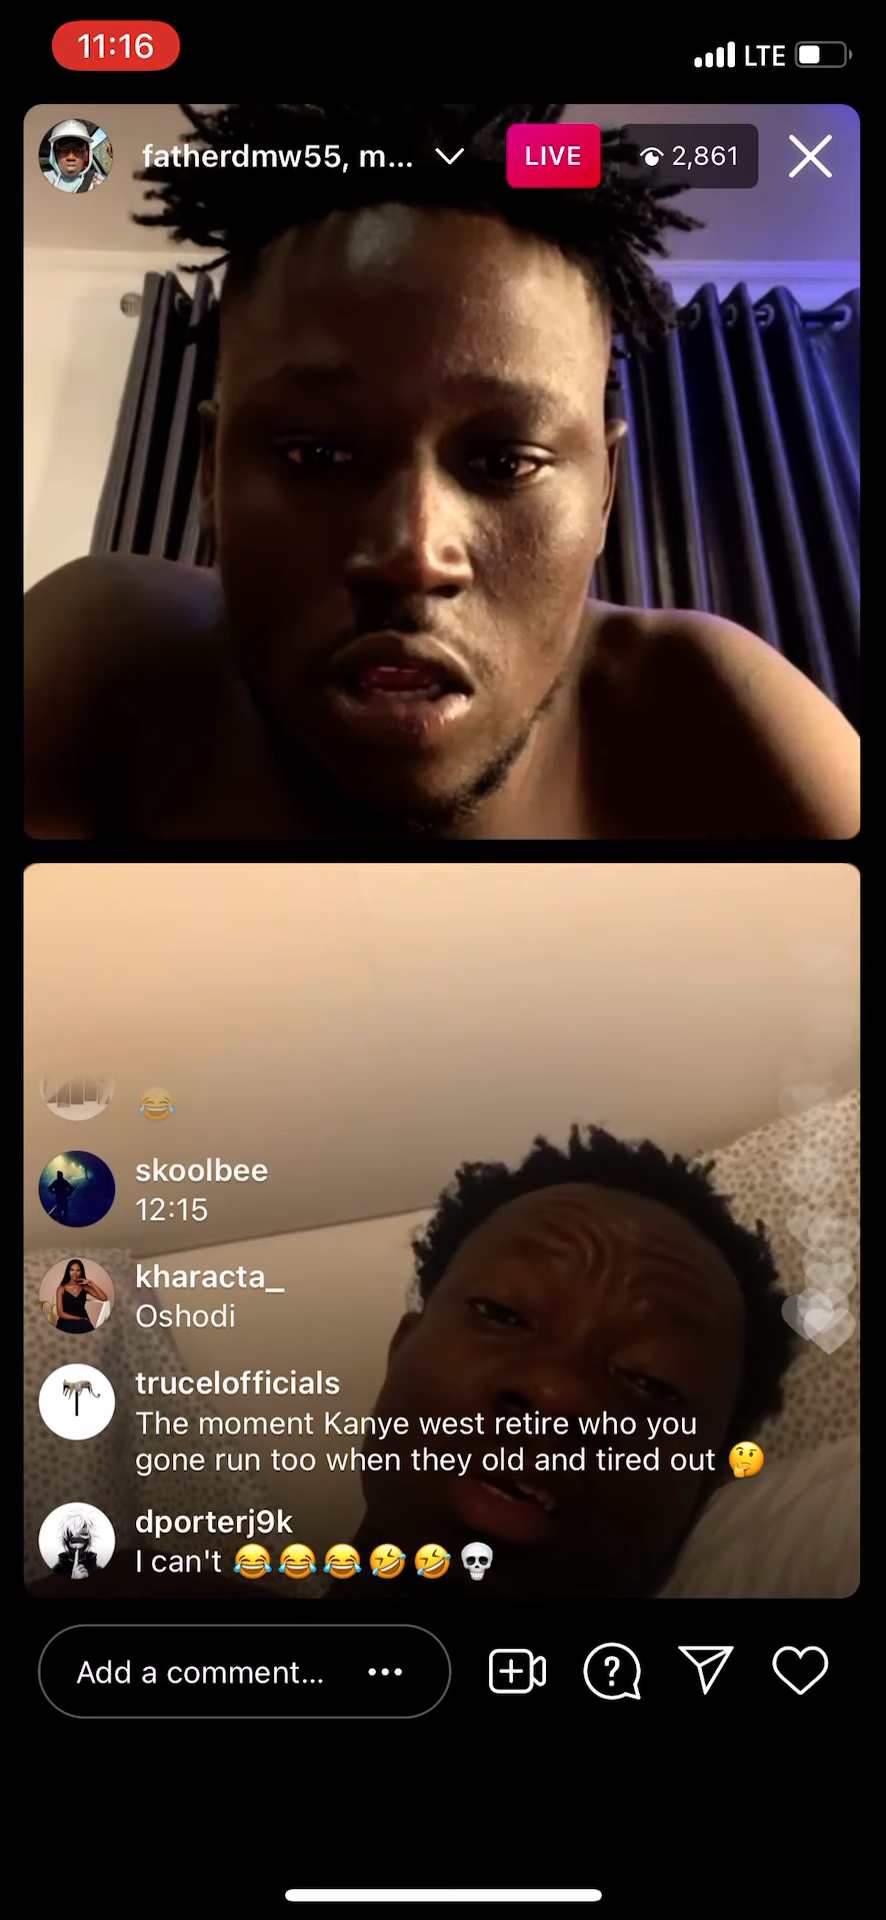 11:16
LTE
fatherdmw55, m...
LIVE
2,861
😂
skoolbee
12:15
kharacta_
Oshodi
trucelofficials
The moment Kanye west retire who you
gone run too when they old and tired out 🤔
dporterj9k
I can't 😂😂😂🤣🤣💀
Add a comment...